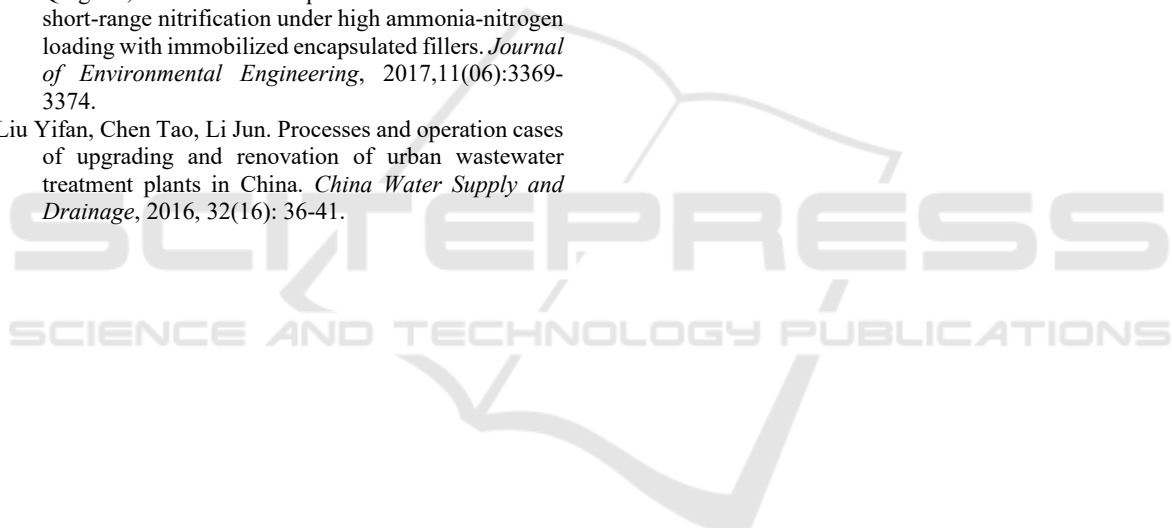 short-range nitrification under high ammonia-nitrogen
loading with immobilized encapsulated fillers. Journal
of Environmental Engineering, 2017,11(06):3369-
3374.
Liu Yifan, Chen Tao, Li Jun. Processes and operation cases
of upgrading and renovation of urban wastewater
treatment plants in China. China Water Supply and
Drainage, 2016, 32(16): 36-41.
SCITEPRESS
SCIENCE AND TECHNOLOGY PUBLICATIONS